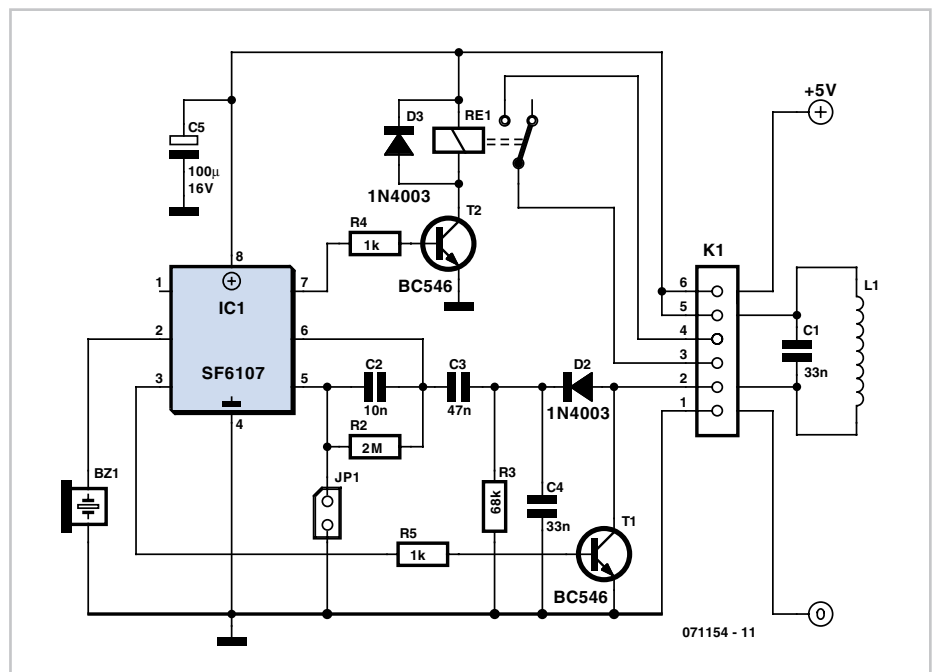 +5V
D3
RE1
C5
100µ
16V
1N4003
T2
R4
1k
K1
8
BC546
1
7
6
L1
IC1
5
C1
2
6
4
33n
SF6107
C2
C3
D2
3
3
5
2
10n
47n
1N4003
1
4
R2
2M
BZ1
JP1
R3
68k
C4
33n
T1
R5
1k
BC546
0
071154 - 11